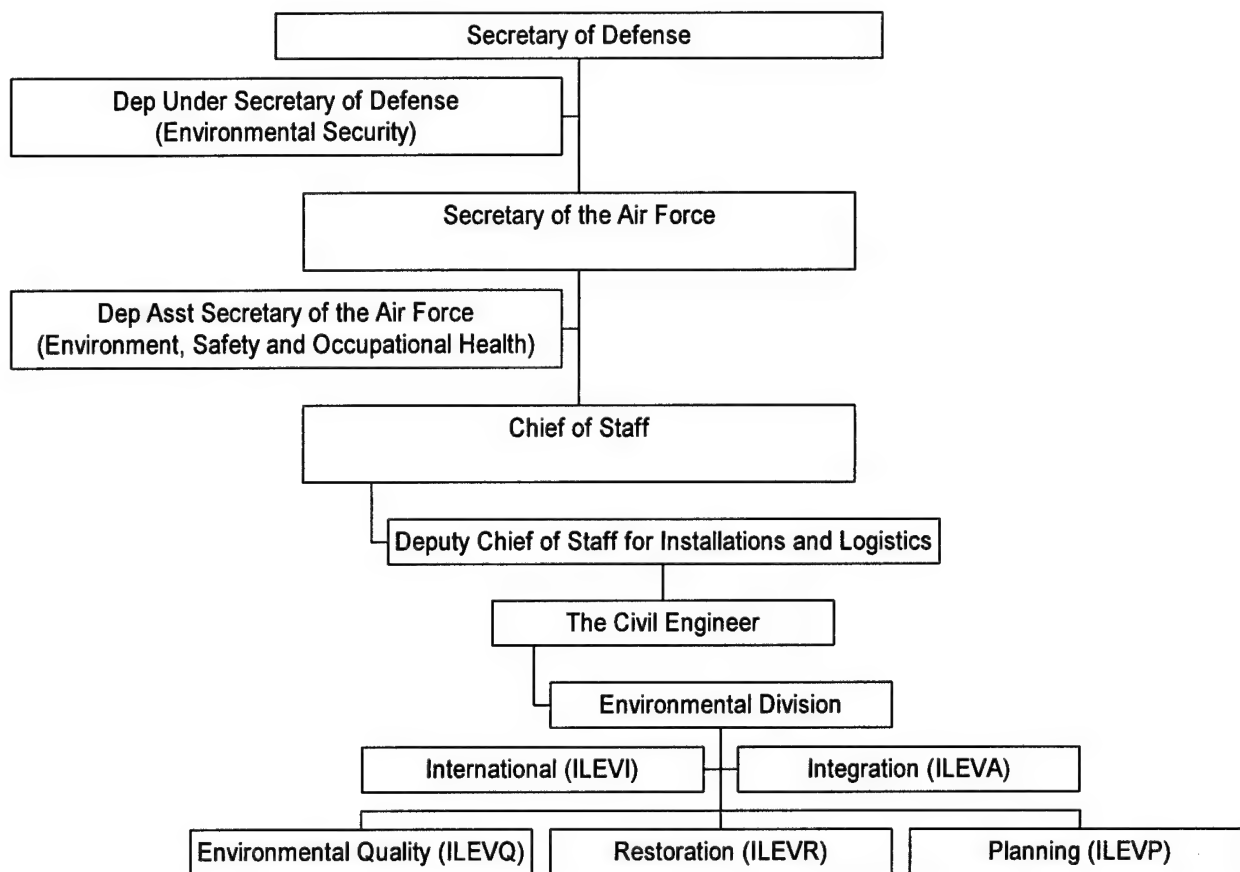 Secretary of Defense
Dep Under Secretary of Defense
(Environmental Security)
Secretary of the Air Force
Dep Asst Secretary of the Air Force
(Environment, Safety and Occupational Health)
Chief of Staff
Deputy Chief of Staff for Installations and Logistics
The Civil Engineer
Environmental Division
International (ILEVI)
Integration (ILEVA)
Environmental Quality (ILEVQ)
Restoration (ILEVR)
Planning (ILEVP)